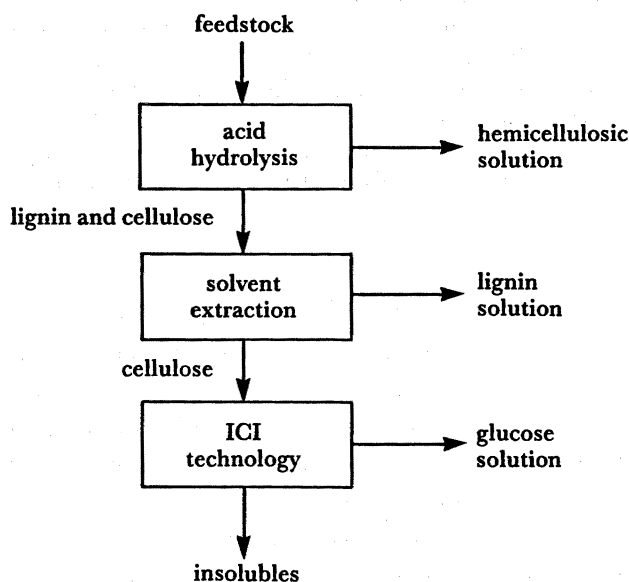 feedstock
acid
hydrolysis
hemicellulosic
solution
lignin and cellulose
solvent
extraction
lignin
solution
cellulose
ICI
technology
glucose
solution
insolubles